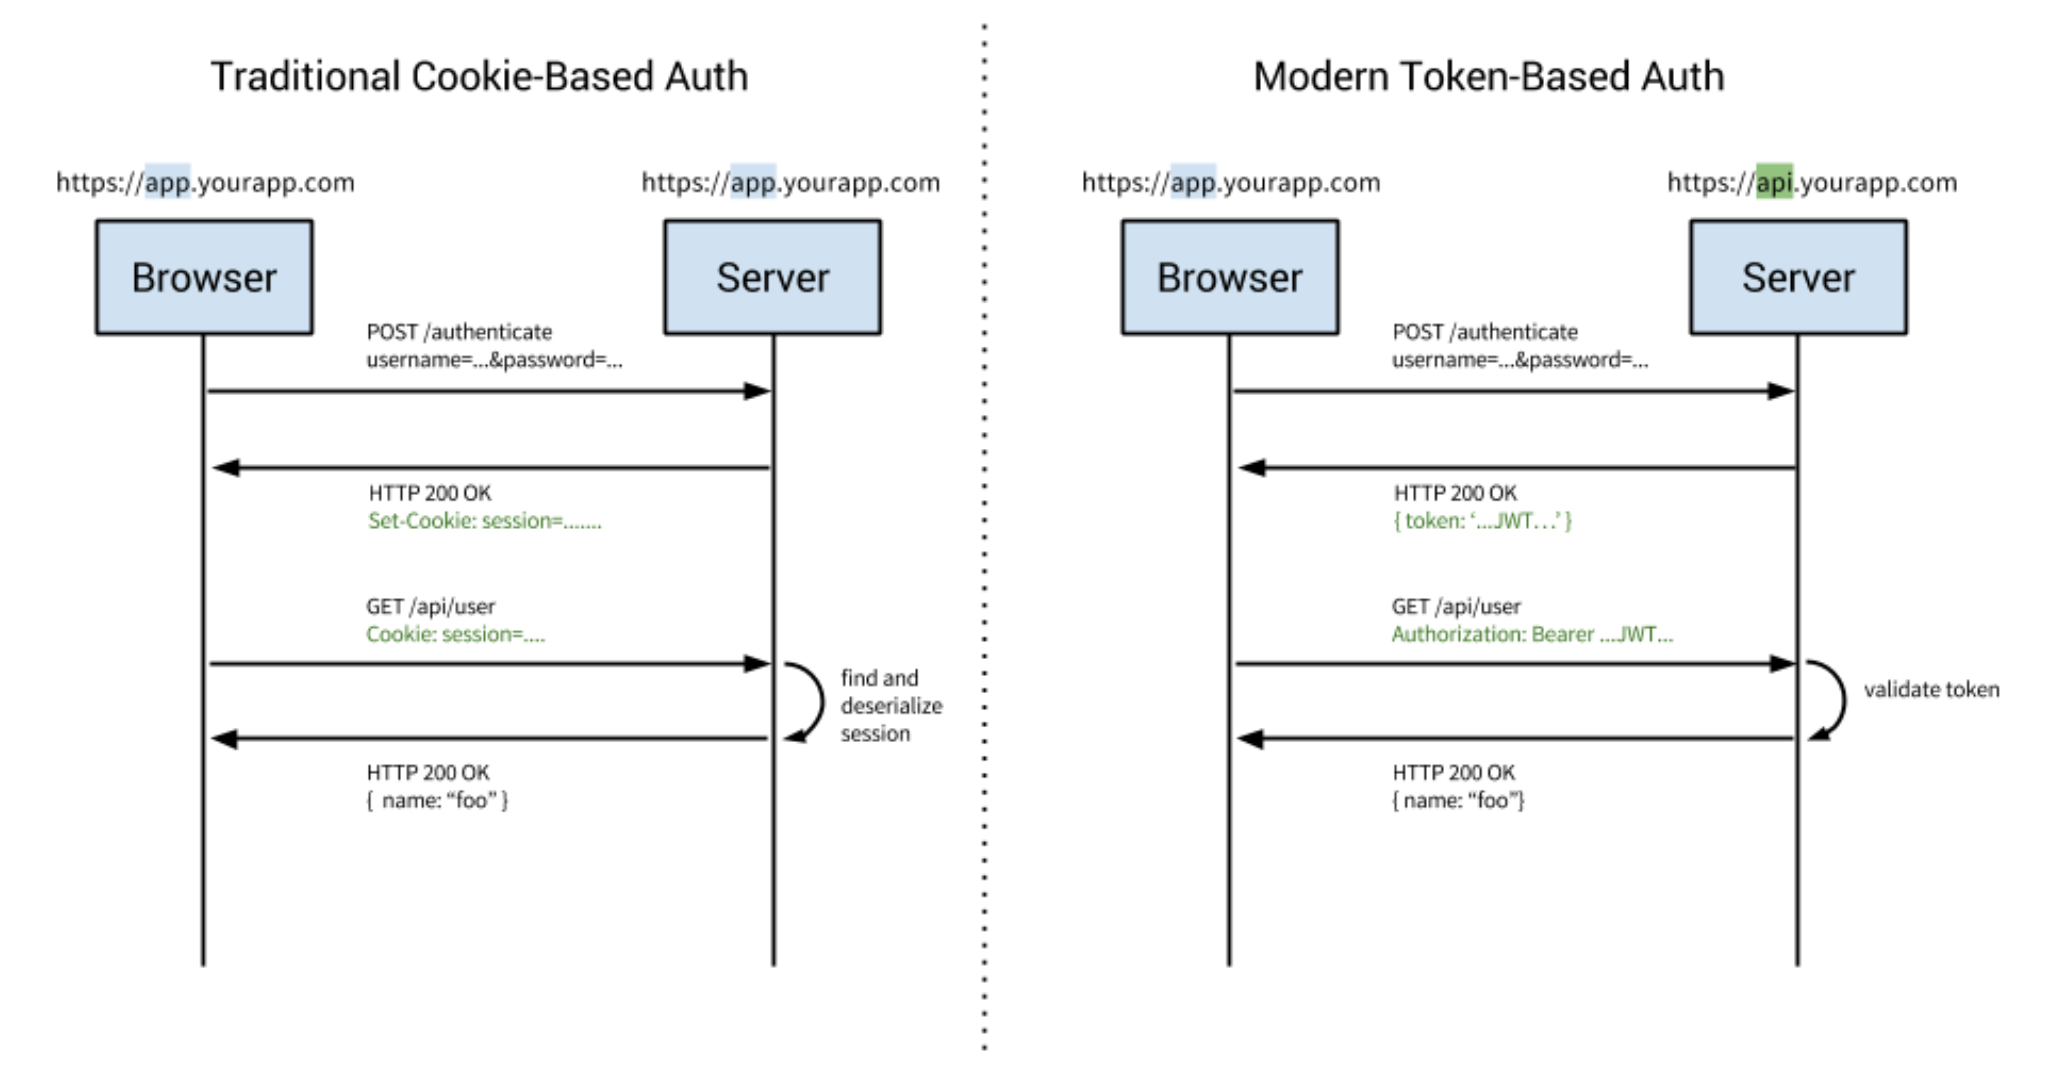 Traditional Cookie-Based Auth
https://app.yourapp.com
https://app.yourapp.com
Browser
Server
POST /authenticate
username=...&password=...
HTTP 200 OK
Set-Cookie: session=.......
GET /api/user
Cookie: session=....
find and
deserialize
session
HTTP 200 OK
{ name: “foo” }
Modern Token-Based Auth
https://app.yourapp.com
https://api.yourapp.com
Browser
Server
POST /authenticate
username=...&password=...
HTTP 200 OK
{ token: ‘...JWT...’ }
GET /api/user
Authorization: Bearer ...JWT...
validate token
HTTP 200 OK
{ name: “foo”}